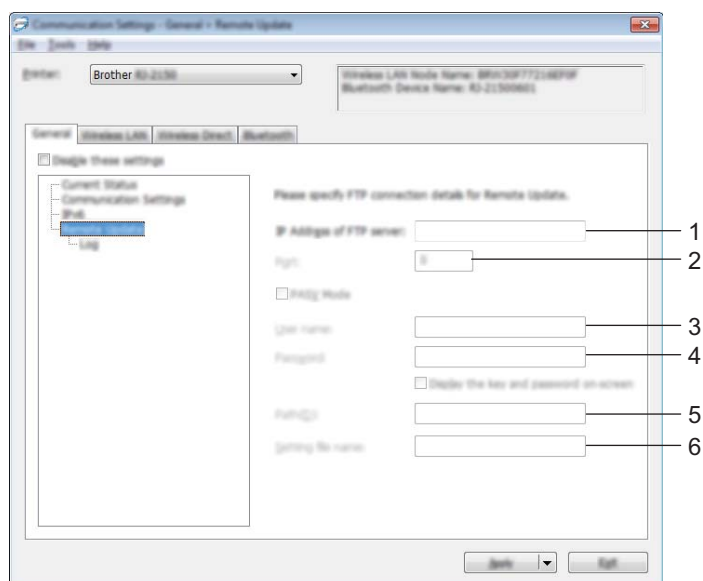 Communication Settings - General > Remote Update
File Tools Help
Printer: Brother RJ-2150
Wireless LAN Node Name:
Bluetooth Device Name:
General Wireless LAN Wireless Direct Bluetooth
Disable these settings
Current Status
Communication Settings
IPv6
Remote Update
Log
Please specify FTP connection details for Remote Update.
IP Address of FTP server: 1
Port: 2
PASV Mode
User name: 3
Password 4
Display the key and password on-screen
5
Setting file name: 6
Apply Exit